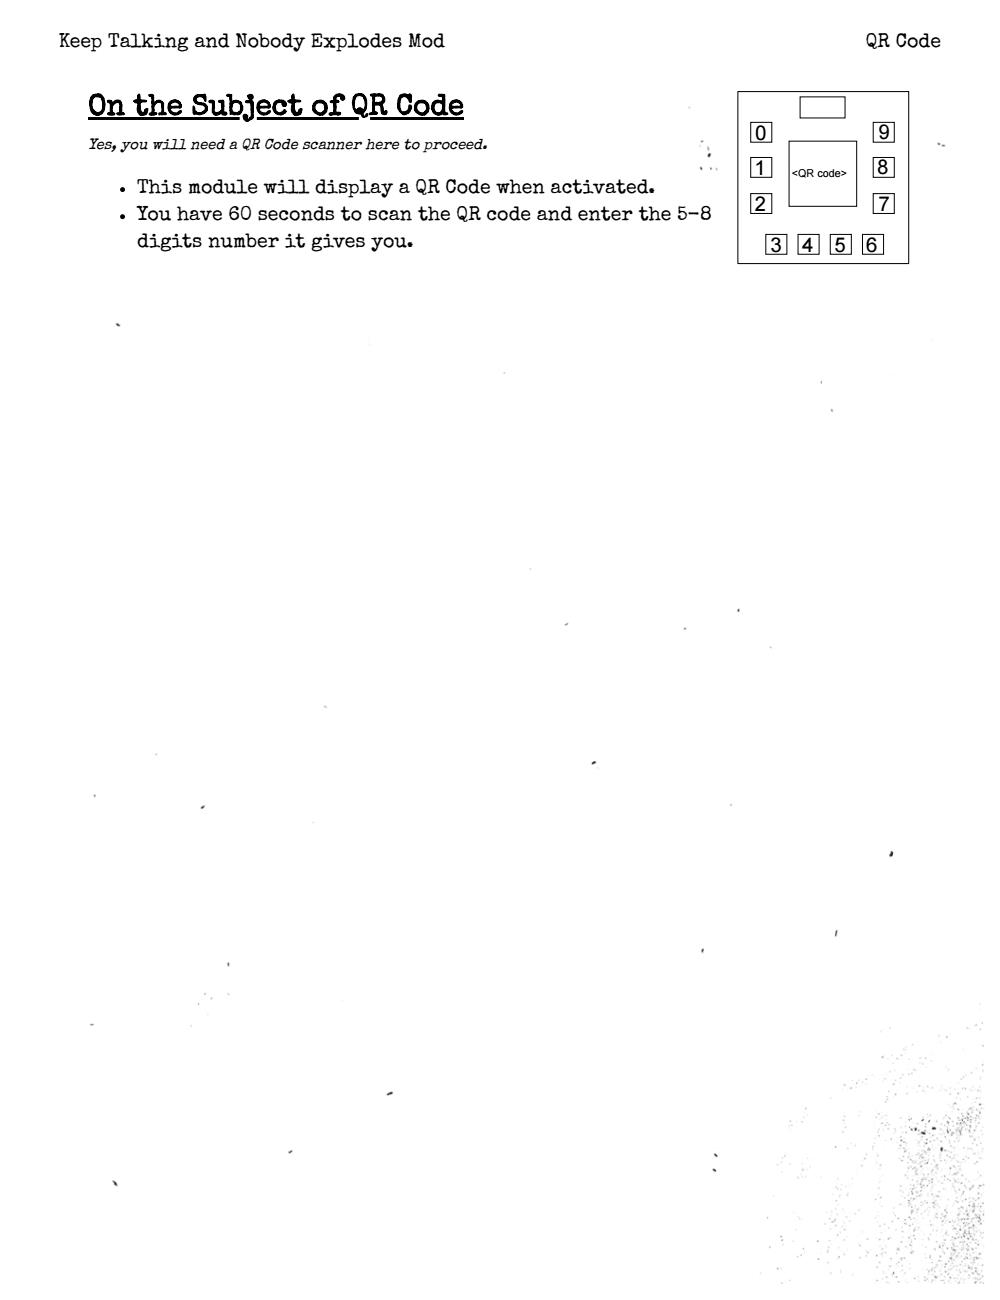 Keep Talking and Nobody Explodes Mod
QR Code
On the Subject of QR Code
Yes, you will need a QR Code scanner here to proceed.
• This module will display a QR Code when activated.
• You have 60 seconds to scan the QR code and enter the 5-8
digits number it gives you.
0
9
1
<QR code>
8
2
7
3 4 5 6